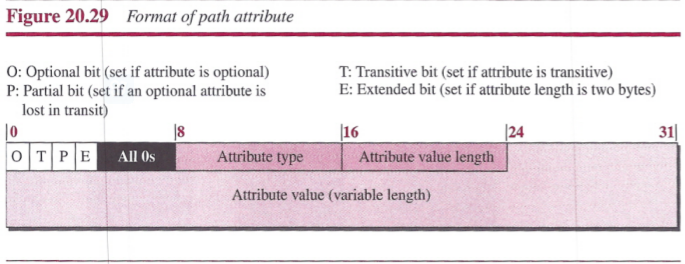 Figure 20.29 Format of path attribute
O: Optional bit (set if attribute is optional)
P: Partial bit (set if an optional attribute is
lost in transit)
T: Transitive bit (set if attribute is transitive)
E: Extended bit (set if attribute length is two bytes)
0 8 16 24 31
O T P E All 0s Attribute type Attribute value length
Attribute value (variable length)